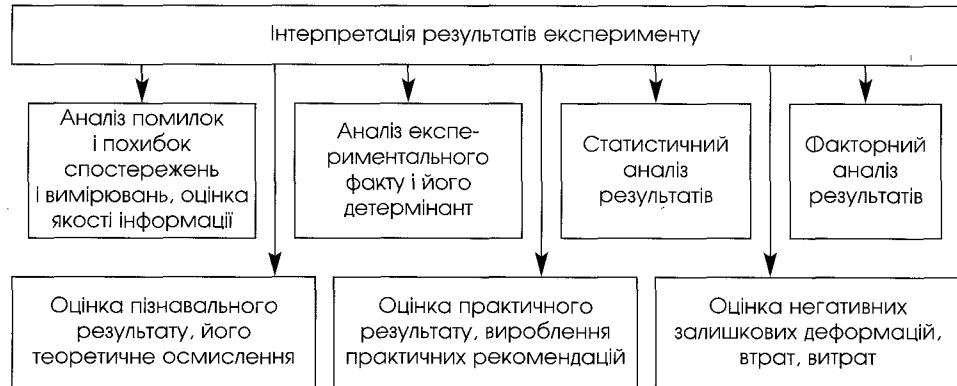 Інтерпретація результатів експерименту
Аналіз помилок
і похибок
спостережень
і вимірювань, оцінка
якості інформації
Аналіз експе-
риментального
факту і його
детермінант
Статистичний
аналіз
результатів
Факторний
аналіз
результатів
Оцінка пізнавального
результату, його
теоретичне осмислення
Оцінка практичного
результату, вироблення
практичних рекомендацій
Оцінка негативних
залишкових деформацій,
втрат, витрат